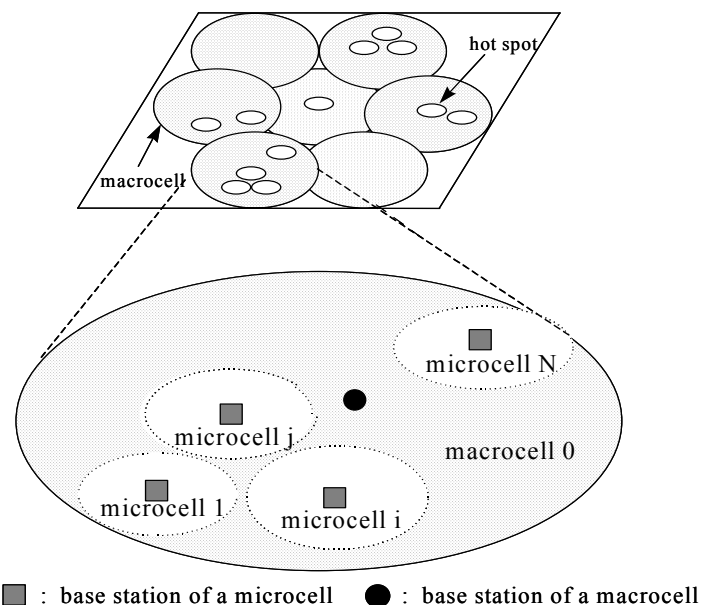 hot spot
macrocell
microcell N
microcell j
macrocell 0
microcell 1
microcell i
: base station of a microcell : base station of a macrocell